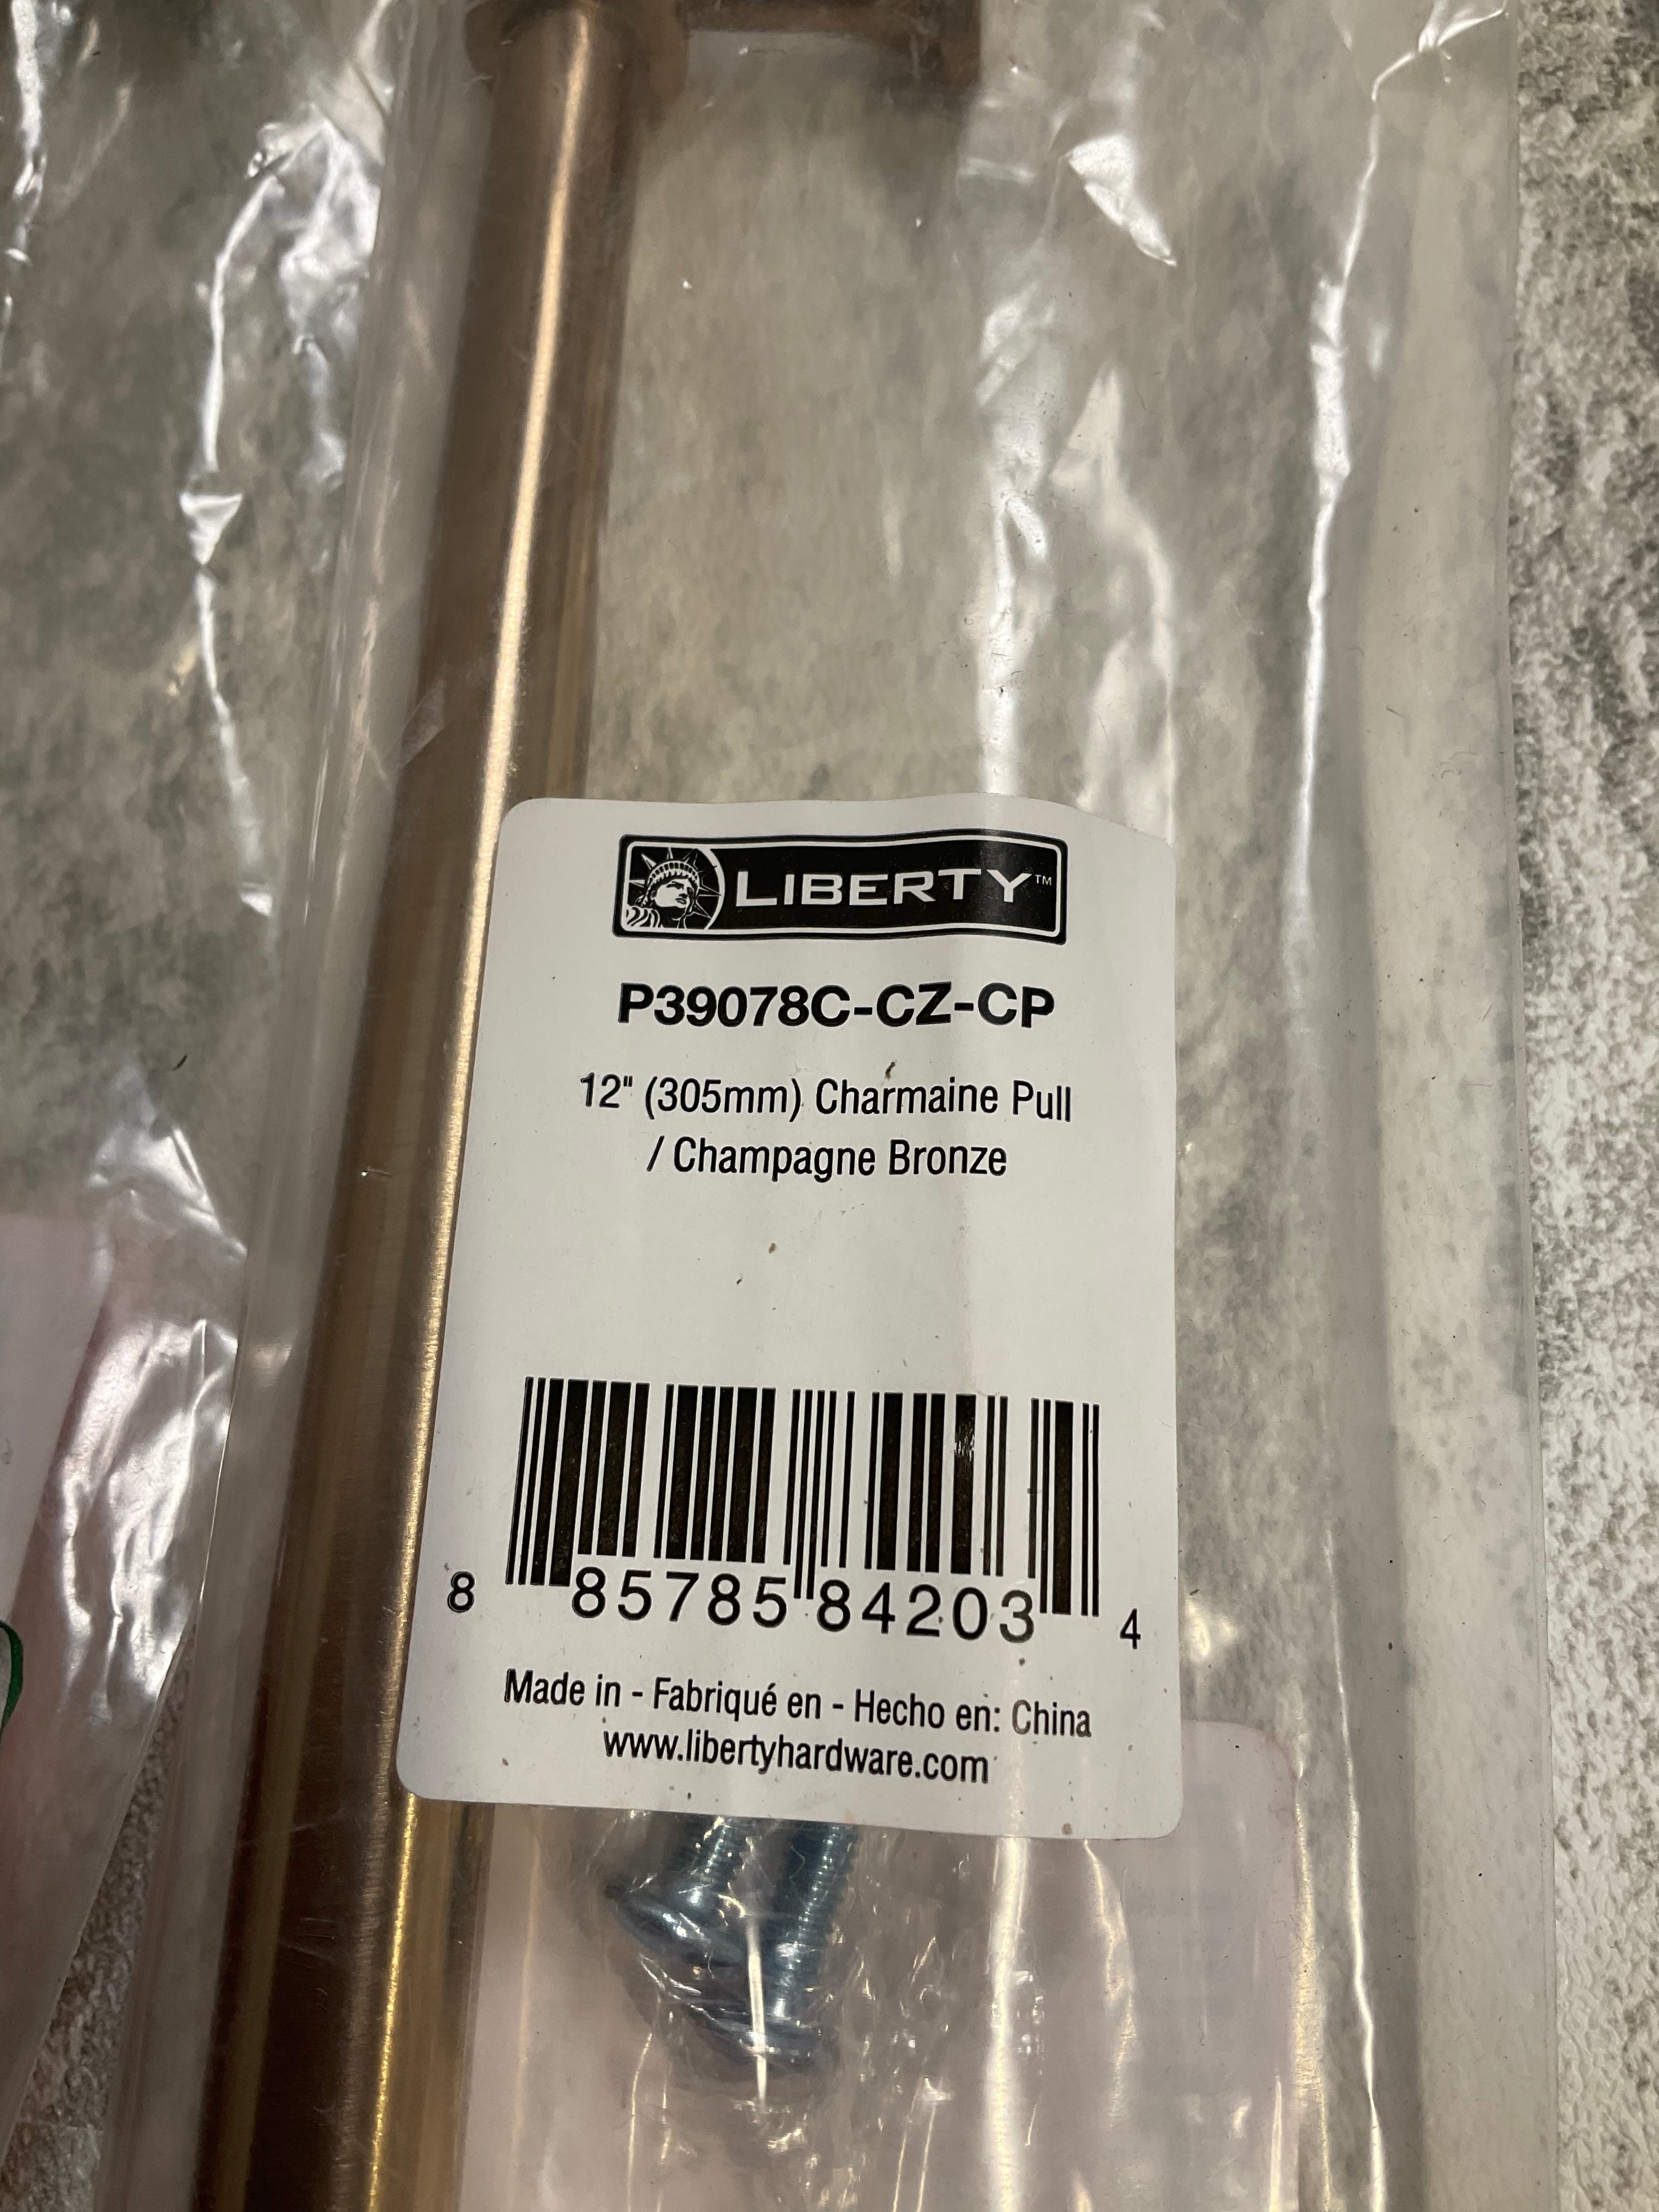 LIBERTY™
P39078C-CZ-CP
12" (305mm) Charmaine Pull
/ Champagne Bronze
8 85785 84203 4
Made in - Fabriqué en - Hecho en: China
www.libertyhardware.com